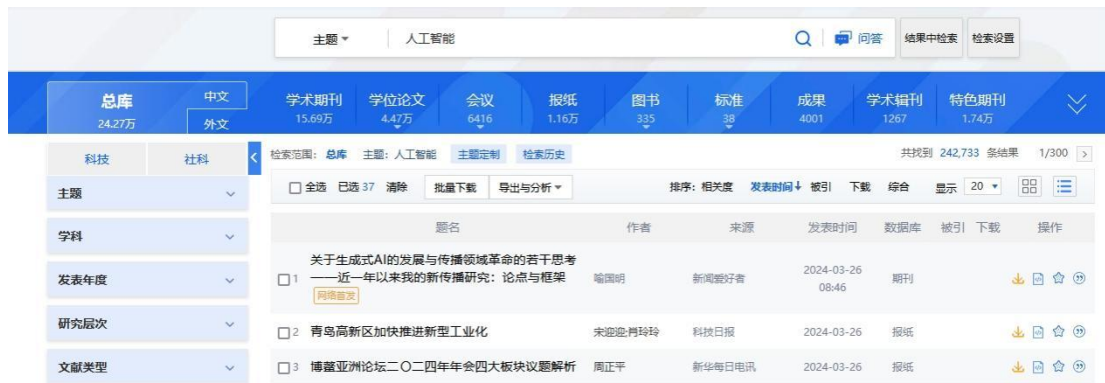 主题 人工智能 问答 结果中检索 检索设置
总库 中文 学术期刊 学位论文 会议 报纸 图书 标准 成果 学术辑刊 特色期刊
24.27万 外文 15.69万 4.47万 6416 1.16万 335 38 4001 1267 1.74万
科技 社科 检索范围：总库 主题：人工智能 主题定制 检索历史 共找到 242,733 条结果 1/300
主题 全选 已选 37 清除 批量下载 导出与分析 排序：相关度 发表时间↓ 被引 下载 综合 显示 20
学科 题名 作者 来源 发表时间 数据库 被引 下载 操作
发表年度 1 关于生成式AI的发展与传播领域革命的若干思考
——近一年以来我的新传播研究：论点与框架 喻国明 新闻爱好者 2024-03-26
08:46 期刊
网络首发
研究层次 2 青岛高新区加快推进新型工业化 宋迎迎;肖玲玲 科技日报 2024-03-26 报纸
文献类型 3 博鳌亚洲论坛二〇二四年年会四大板块议题解析 周正平 新华每日电讯 2024-03-26 报纸